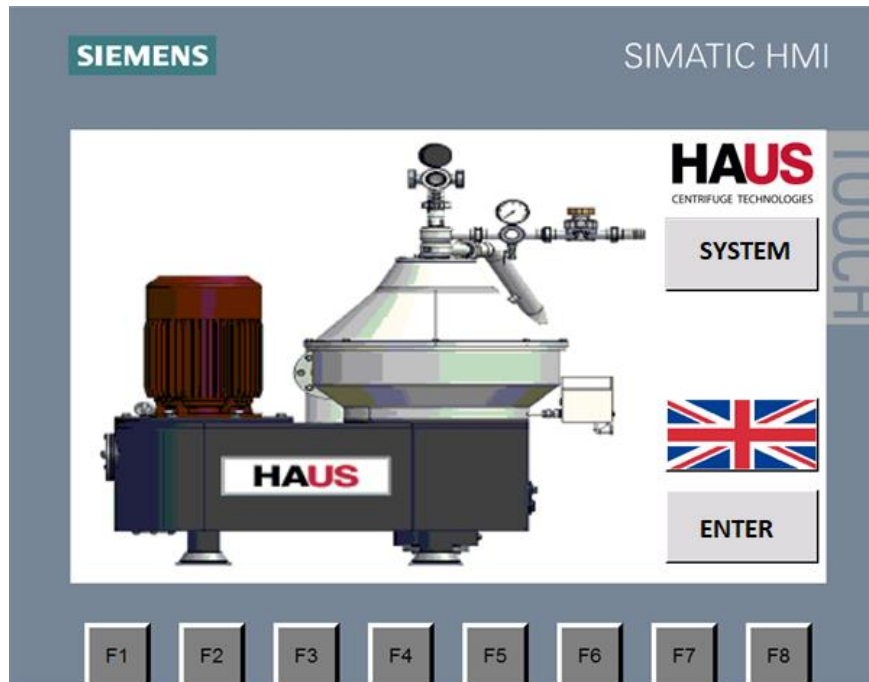 SIEMENS
SIMATIC HMI
TOUCH
HAUS
CENTRIFUGE TECHNOLOGIES
SYSTEM
HAUS
ENTER
F1 F2 F3 F4 F5 F6 F7 F8